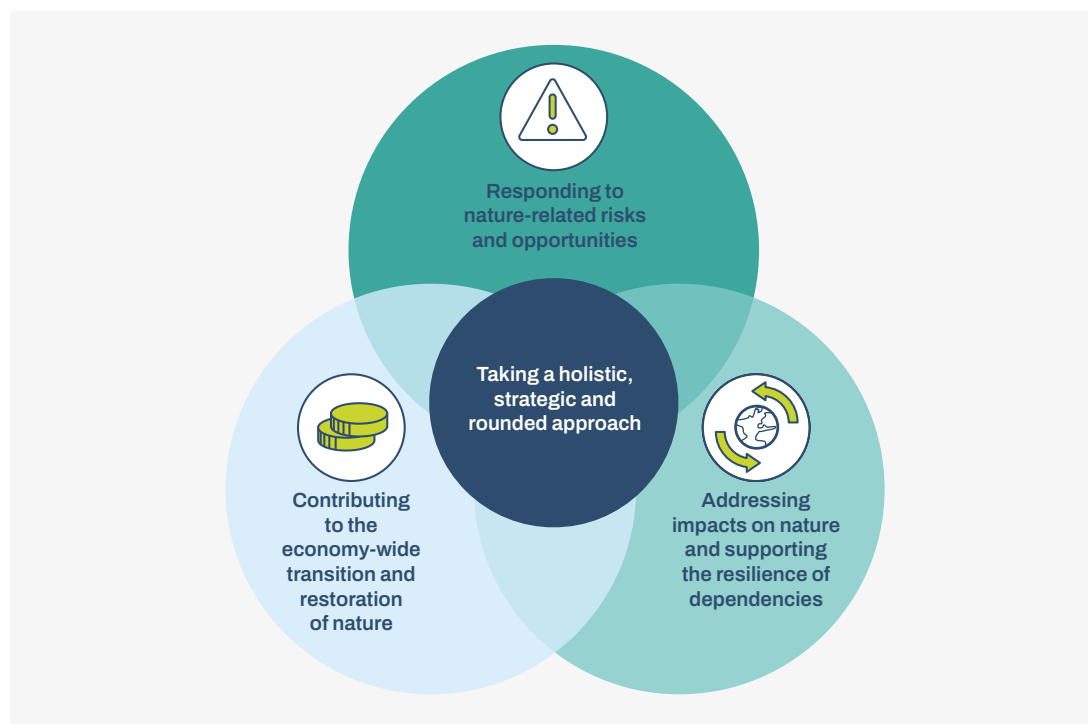 Responding to
nature-related risks
and opportunities
Taking a holistic,
strategic and
rounded approach
Contributing
to the
economy-wide
transition and
restoration
of nature
Addressing
impacts on nature
and supporting
the resilience of
dependencies